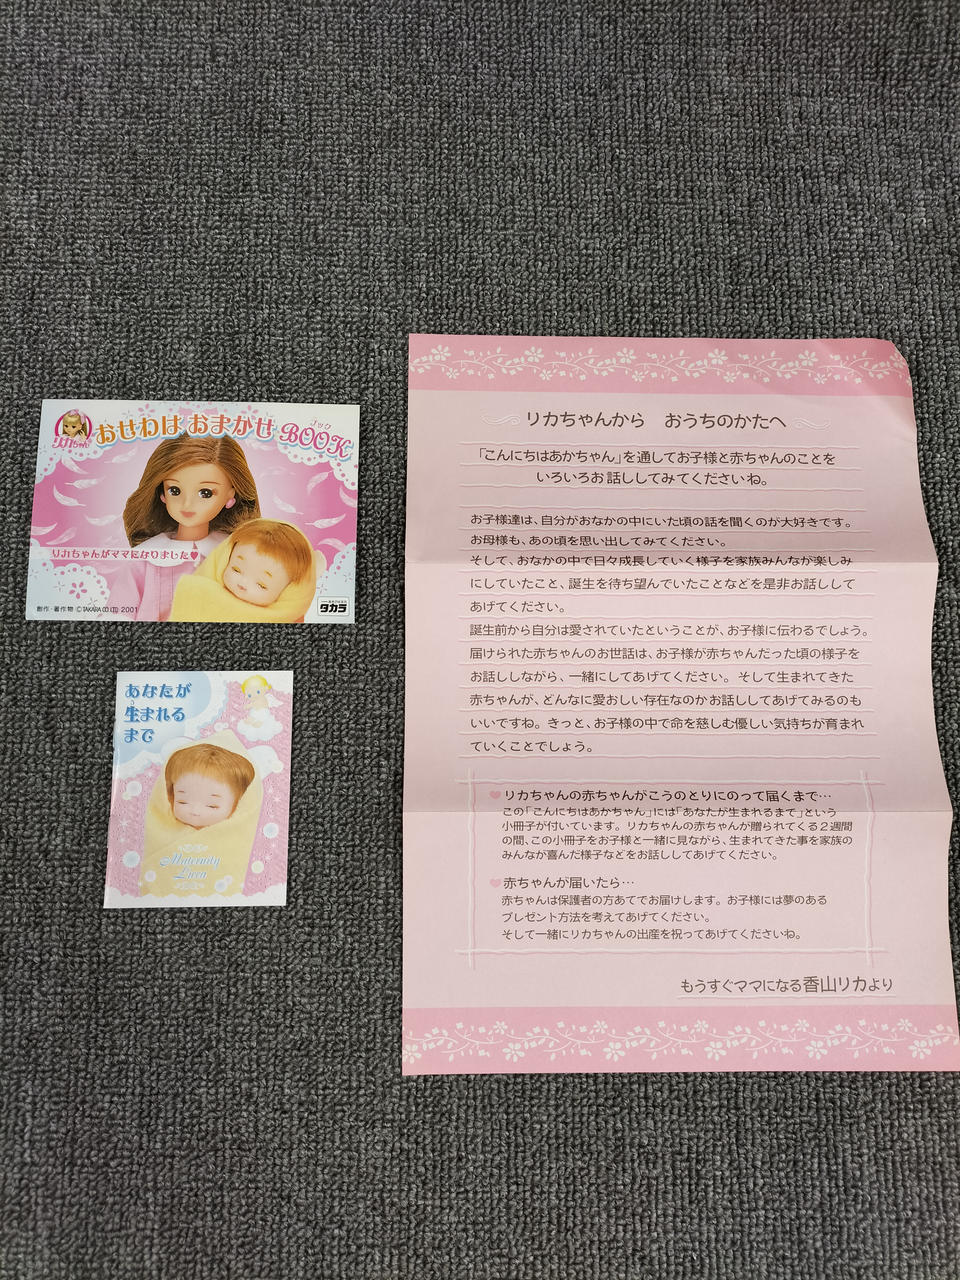 リカちゃん
おせわは おまかせ BOOK
ブック
リカちゃんがママになりました♥
創作・著作物 ©TAKARA CO.,LTD. 2001
タカラ
あなたが
生まれる
まで
Maternity
Licca
リカちゃんから おうちのかたへ
「こんにちはあかちゃん」を通してお子様と赤ちゃんのことを
いろいろお話ししてみてくださいね。
お子様達は、自分がおなかの中にいた頃の話を聞くのが大好きです。
お母様も、あの頃を思い出してみてください。
そして、おなかの中で日々成長していく様子を家族みんなが楽しみ
にしていたこと、誕生を待ち望んでいたことなどを是非お話しして
あげてください。
誕生前から自分は愛されていたということが、お子様に伝わるでしょう。
届けられた赤ちゃんのお世話は、お子様が赤ちゃんだった頃の様子を
お話ししながら、一緒にしてあげてください。そして生まれてきた
赤ちゃんが、どんなに愛おしい存在なのかお話ししてあげてみるのも
いいですね。きっと、お子様の中で命を慈しむ優しい気持ちが育まれ
ていくことでしょう。
♥リカちゃんの赤ちゃんがこうのとりにのって届くまで…
この「こんにちはあかちゃん」には「あなたが生まれるまで」という
小冊子が付いています。リカちゃんの赤ちゃんが贈られてくる2週間
の間、この小冊子をお子様と一緒に見ながら、生まれてきた事を家族の
みんなが喜んだ様子などをお話ししてあげてください。
♥赤ちゃんが届いたら…
赤ちゃんは保護者の方あてでお届けします。お子様には夢のある
プレゼント方法を考えてあげてください。
そして一緒にリカちゃんの出産を祝ってあげてくださいね。
もうすぐママになる香山リカより